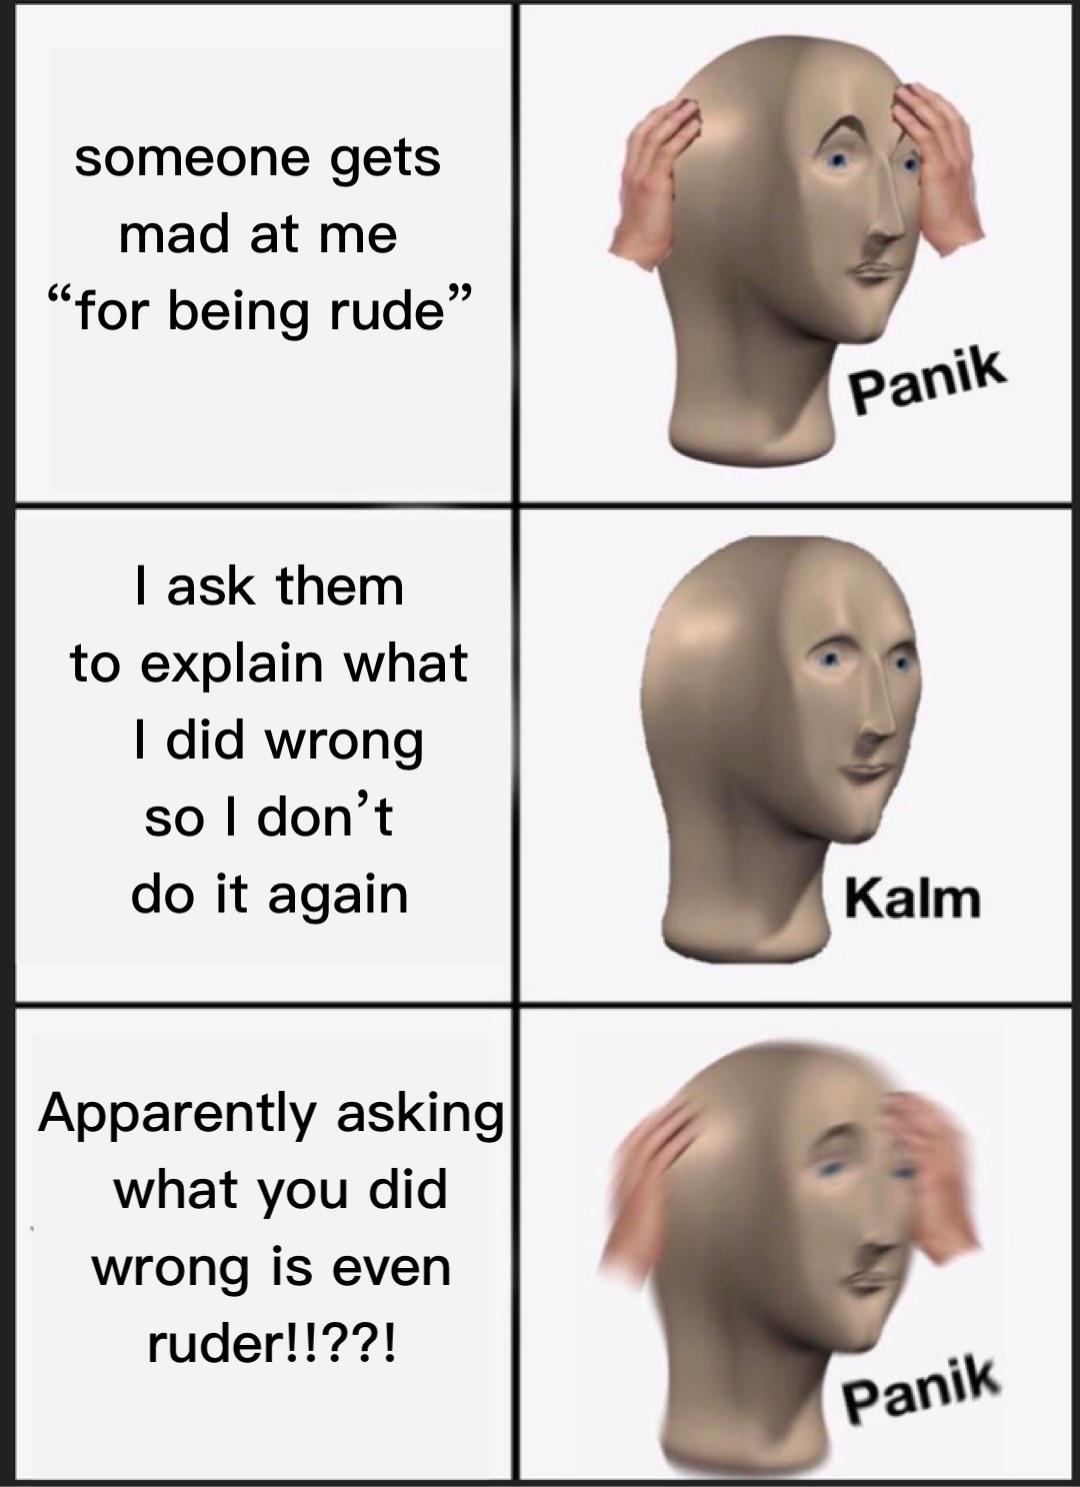 someone gets
mad at me
“for being rude”
Panik
I ask them
to explain what
I did wrong
so I don’t
do it again
Kalm
Apparently asking
what you did
wrong is even
ruder!!??!
Panik